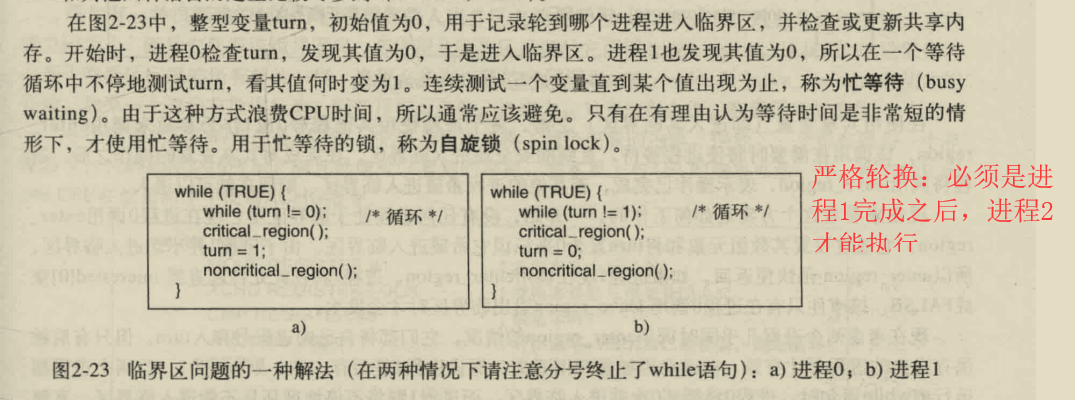 在图2-23中，整型变量turn，初始值为0，用于记录轮到哪个进程进入临界区，并检查或更新共享内
存。开始时，进程0检查turn，发现其值为0，于是进入临界区。进程1也发现其值为0，所以在一个等待
循环中不停地测试turn，看其值何时变为1。连续测试一个变量直到某个值出现为止，称为忙等待（busy
waiting）。由于这种方式浪费CPU时间，所以通常应该避免。只有在有理由认为等待时间是非常短的情
形下，才使用忙等待。用于忙等待的锁，称为自旋锁（spin lock）。
while (TRUE) {
while (turn != 0); /* 循环 */
critical_region( );
turn = 1;
noncritical_region( );
}
a)
while (TRUE) {
while (turn != 1); /* 循环 */
critical_region( );
turn = 0;
noncritical_region( );
}
b)
严格轮换：必须是进
程1完成之后，进程2
才能执行
图2-23 临界区问题的一种解法（在两种情况下请注意分号终止了while语句）：a) 进程0；b) 进程1